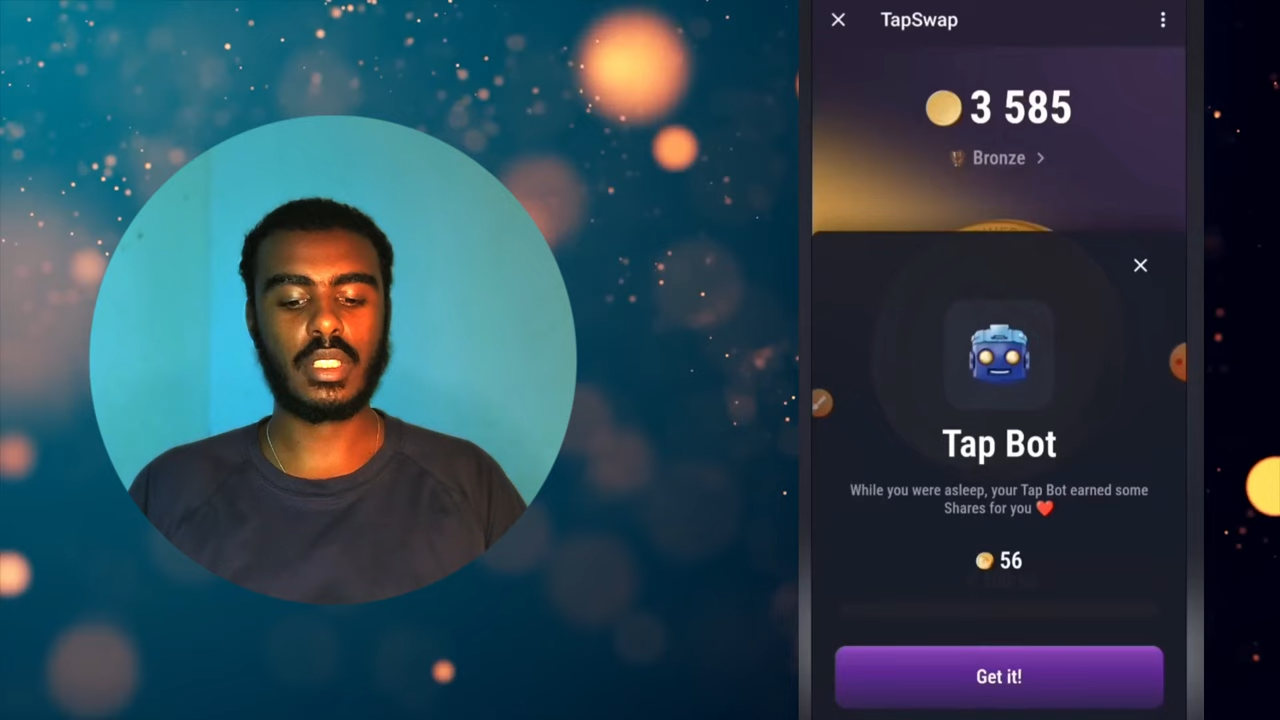 TapSwap
3 585
Bronze
Tap Bot
While you were asleep, your Tap Bot earned some
Shares for you ❤️
56
Get it!